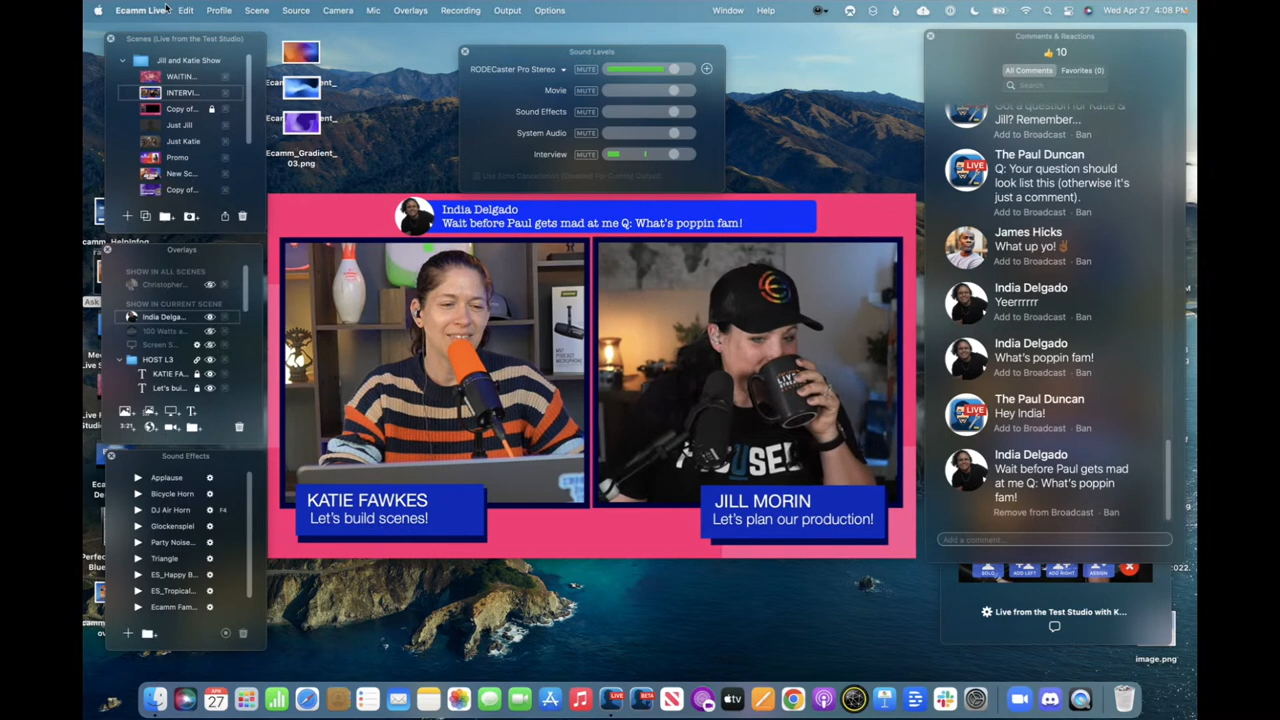 Ecamm Live Edit Profile Scene Source Camera Mic Overlays Recording Output Options Window Help Wed Apr 27 4:08 PM
Scenes (Live from the Test Studio)
Jill and Katie Show
WAITIN...
INTERVI...
Copy of...
Just Jill
Just Katie
Promo
New Sc...
Copy of...
Ecamm_Gradient_
03.png
Sound Levels
RODECaster Pro Stereo MUTE
Movie MUTE
Sound Effects MUTE
System Audio MUTE
Interview MUTE
Overlays
SHOW IN ALL SCENES
Christopher...
SHOW IN CURRENT SCENE
India Delga...
100 Watts a...
Screen S...
HOST L3
KATIE FA...
Let's bui...
3:21
Sound Effects
Applause
Bicycle Horn
DJ Air Horn F4
Glockenspiel
Party Noise...
Triangle
ES_Happy B...
ES_Tropical...
Ecamm Fam...
India Delgado
Wait before Paul gets mad at me Q: What's poppin fam!
KATIE FAWKES
Let's build scenes!
JILL MORIN
Let's plan our production!
Comments & Reactions
10
All Comments Favorites (0)
Search
Got a question for Katie &
Jill? Remember...
Add to Broadcast · Ban
The Paul Duncan
Q: Your question should
look list this (otherwise it's
just a comment).
Add to Broadcast · Ban
James Hicks
What up yo!✌🏾
Add to Broadcast · Ban
India Delgado
Yeerrrrrr
Add to Broadcast · Ban
India Delgado
What's poppin fam!
Add to Broadcast · Ban
The Paul Duncan
Hey India!
Add to Broadcast · Ban
India Delgado
Wait before Paul gets mad
at me Q: What's poppin
fam!
Remove from Broadcast · Ban
Add a comment...
SOLO ADD LEFT ADD RIGHT ASSIGN
Live from the Test Studio with K...
image.png